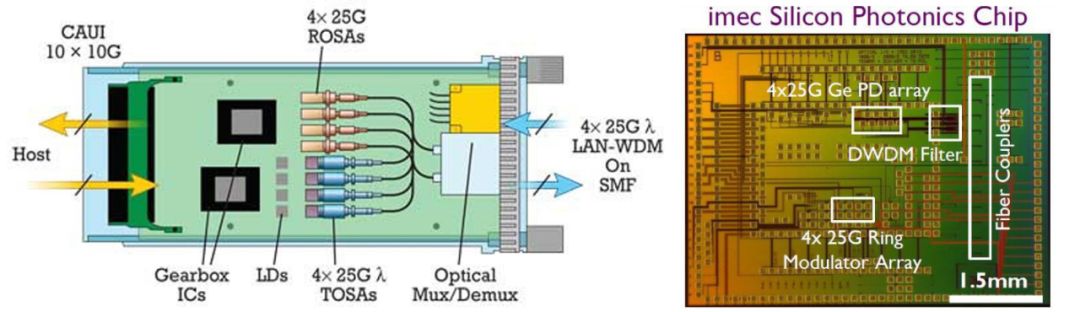 CAUI
10 × 10G
4× 25G
ROSAs
Host
4× 25G λ
LAN-WDM
On
SMF
Gearbox
ICs
LDs
4× 25G λ
TOSAs
Optical
Mux/Demux
imec Silicon Photonics Chip
4x25G Ge PD array
DWDM Filter
Fiber Couplers
4x 25G Ring
Modulator Array
1.5mm